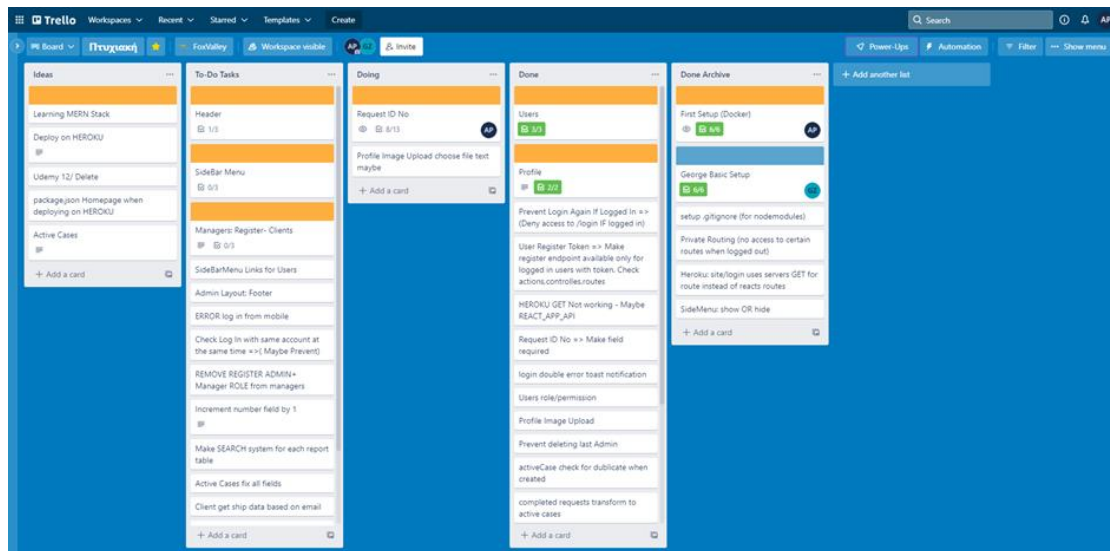 Trello Workspaces Recent Starred Templates Create Search AP
Board Πτυχιακή FoxValley Workspace visible AP GZ Invite Power-Ups Automation Filter ... Show menu
Ideas ...
Learning MERN Stack
Deploy on HEROKU
Udemy 12/ Delete
package.json Homepage when
deploying on HEROKU
Active Cases
+ Add a card
To-Do Tasks ...
Header
1/3
SideBar Menu
0/3
Managers: Register- Clients
0/3
SideBarMenu Links for Users
Admin Layout: Footer
ERROR log in from mobile
Check Log In with same account at
the same time =>( Maybe Prevent)
REMOVE REGISTER ADMIN+
Manager ROLE from managers
Increment number field by 1
Make SEARCH system for each report
table
Active Cases fix all fields
Client get ship data based on email
+ Add a card
Doing ...
Request ID No
8/13 AP
Profile Image Upload choose file text
maybe
+ Add a card
Done ...
Users
3/3
Profile
2/2
Prevent Login Again If Logged In =>
(Deny access to /login IF logged in)
User Register Token => Make
register endpoint available only for
logged in users with token. Check
actions.controlles.routes
HEROKU GET Not working - Maybe
REACT_APP_API
Request ID No => Make field
required
login double error toast notification
Users role/permission
Profile Image Upload
Prevent deleting last Admin
activeCase check for dublicate when
created
completed requests transform to
active cases
+ Add a card
Done Archive ...
First Setup (Docker)
6/6 AP
George Basic Setup
6/6 GZ
setup .gitignore (for nodemodules)
Private Routing (no access to certain
routes when logged out)
Heroku: site/login uses servers GET for
route instead of reacts routes
SideMenu: show OR hide
+ Add a card
+ Add another list